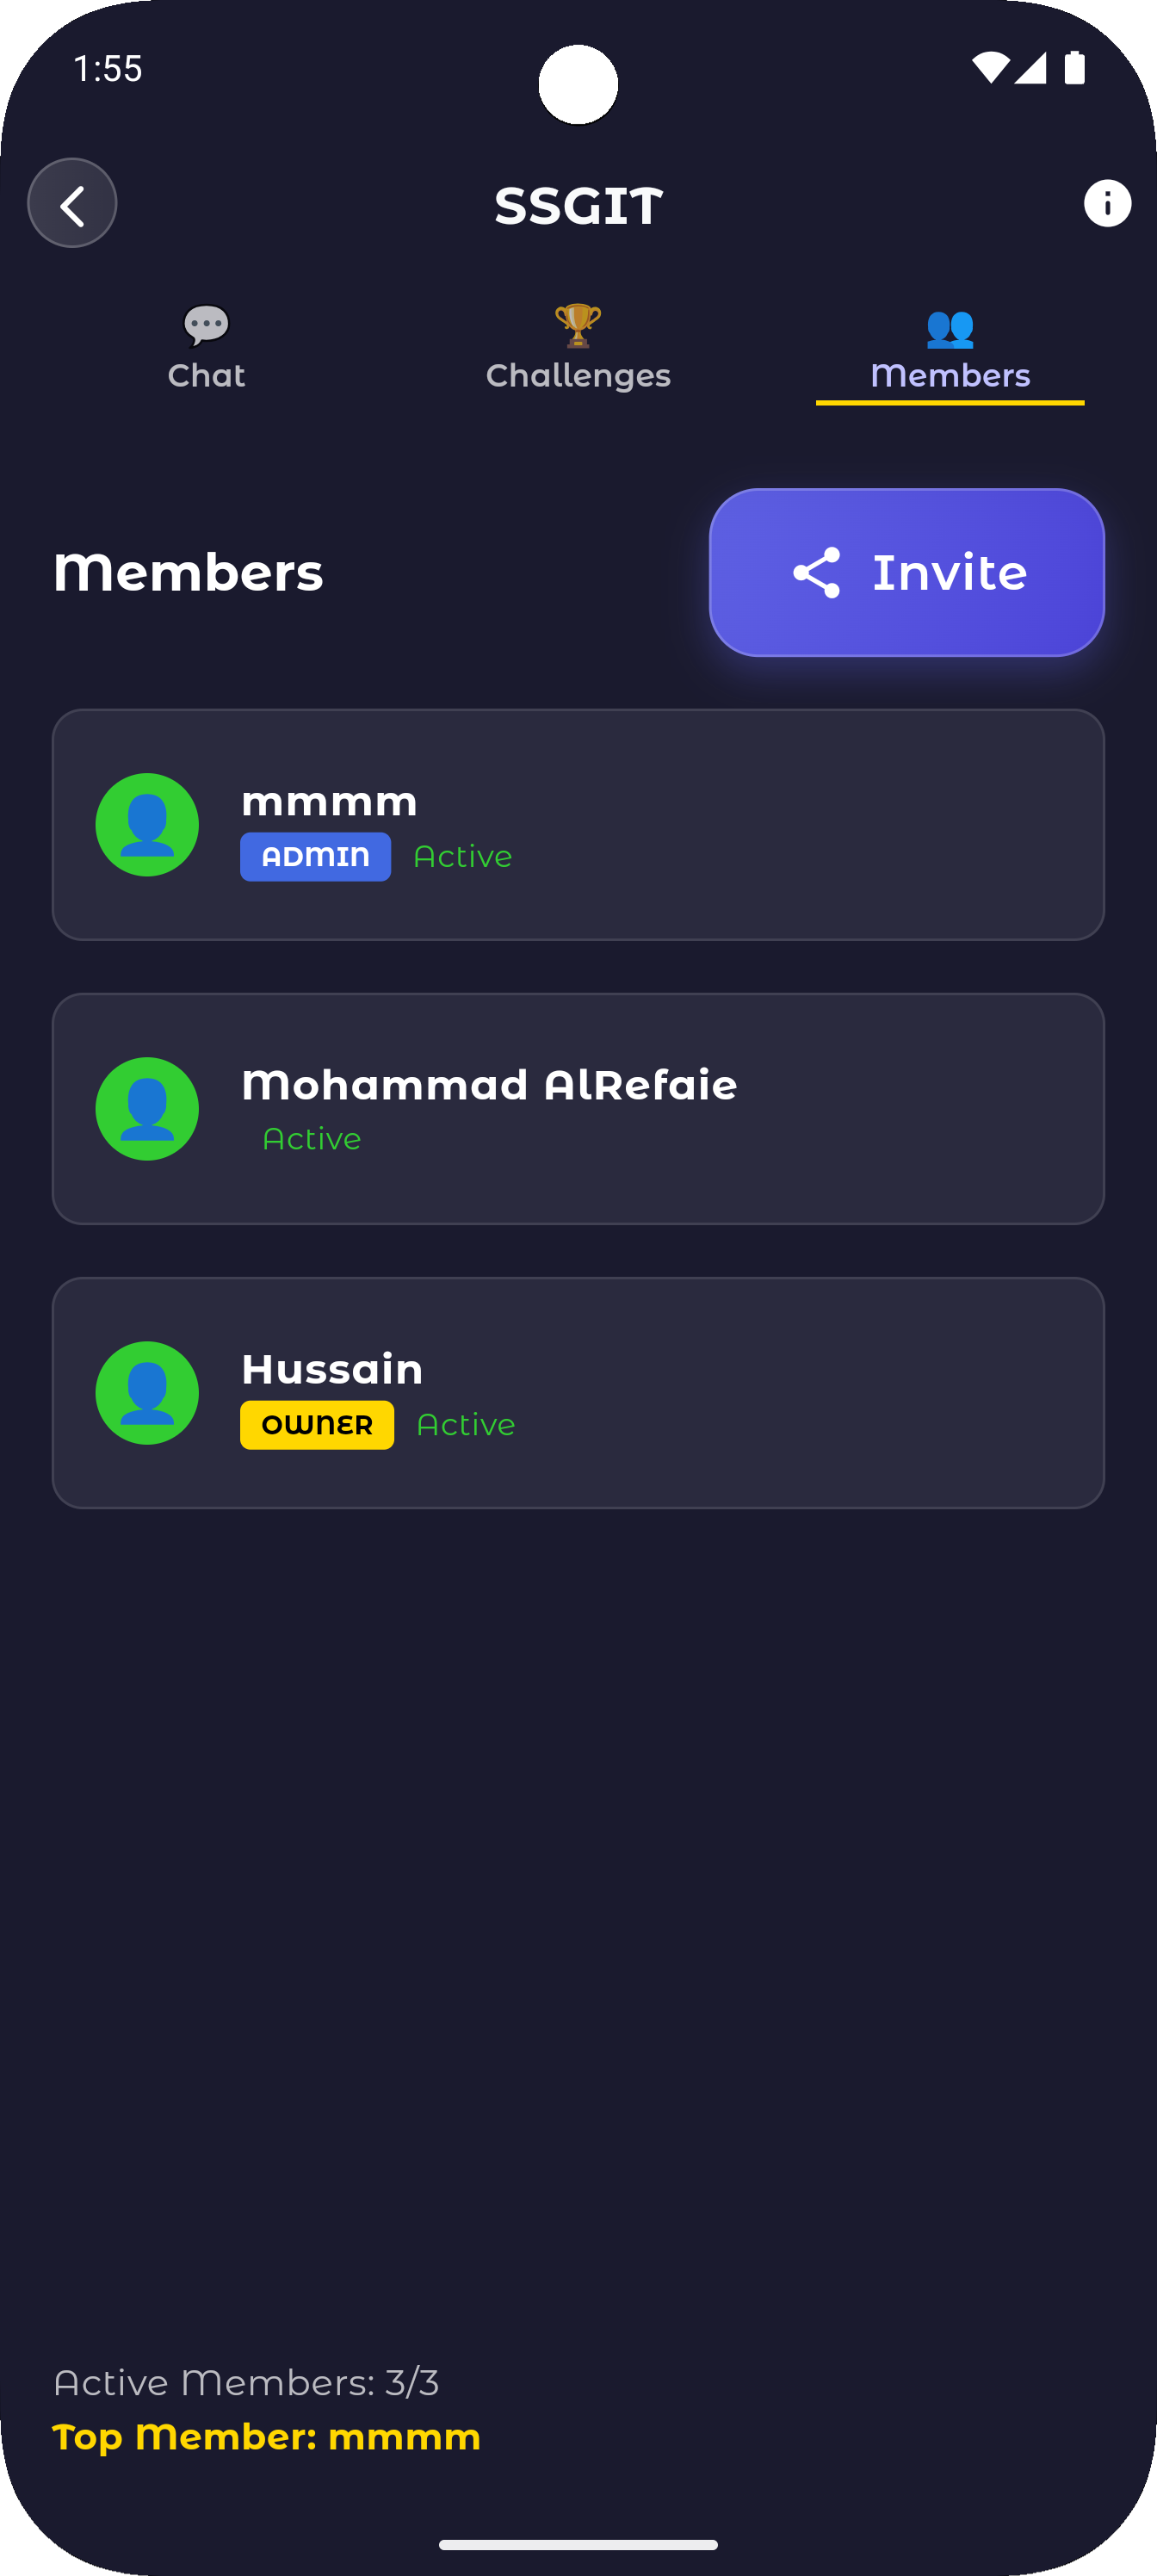 1:55
SSGIT
Chat
Challenges
Members
Members
Invite
mmmm
ADMIN Active
Mohammad AlRefaie
Active
Hussain
OWNER Active
Active Members: 3/3
Top Member: mmmm